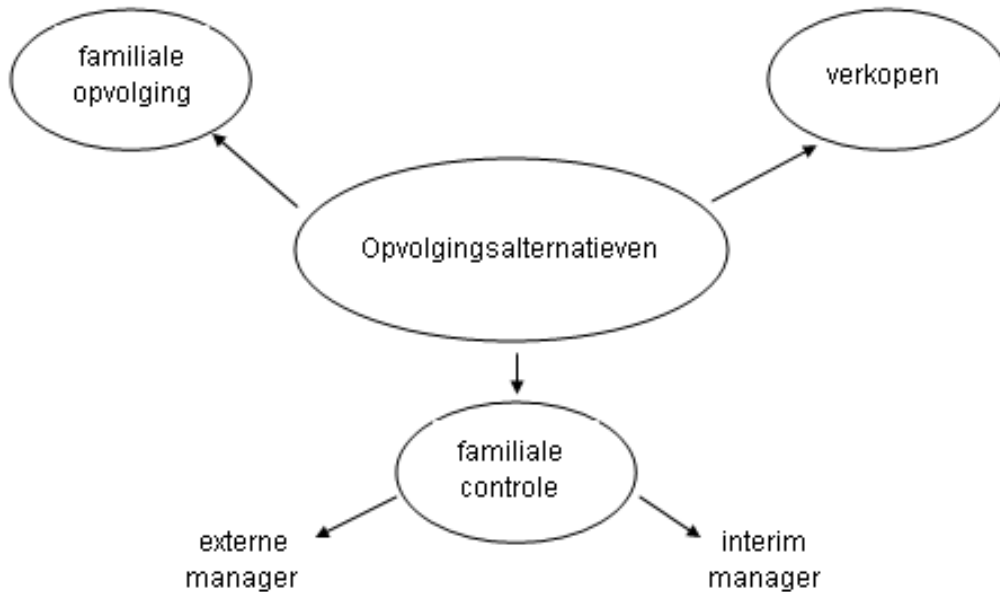 familiale
opvolging
verkopen
Opvolgingsalternatieven
familiale
controle
externe
manager
interim
manager